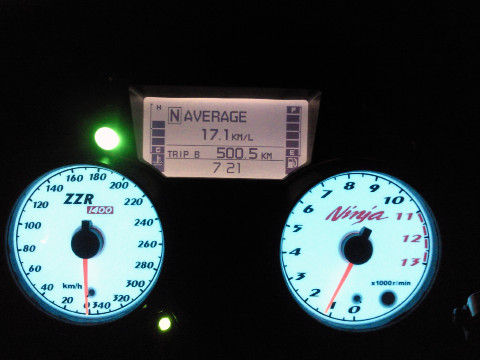 H
F
N AVERAGE
17.1 KM/L
TRIP B 500.5 KM
C
E
7 21
ZZR
1400
km/h
0 20 40 60 80 100 120 140 160 180 200 220 240 260 280 300 320 340
Ninja
x1000r/min
0 1 2 3 4 5 6 7 8 9 10 11 12 13